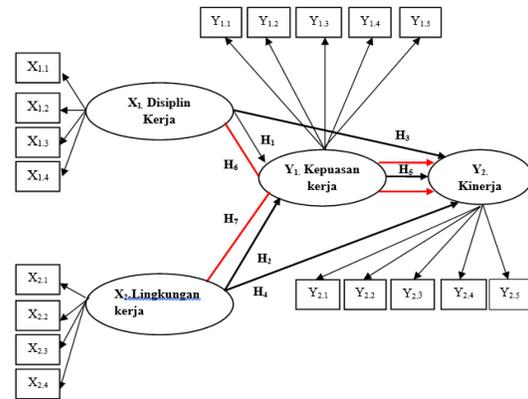 Y1.1 Y1.2 Y1.3 Y1.4 Y1.5
X1.1
X1.2
X1.3
X1.4
X1. Disiplin
Kerja
H1
H3
H6
Y1. Kepuasan
kerja
H5
Y2.
Kinerja
H7
H2
H4
X2.1
X2.2
X2.3
X2.4
X2.Lingkungan
kerja
Y2.1 Y2.2 Y2.3 Y2.4 Y2.5